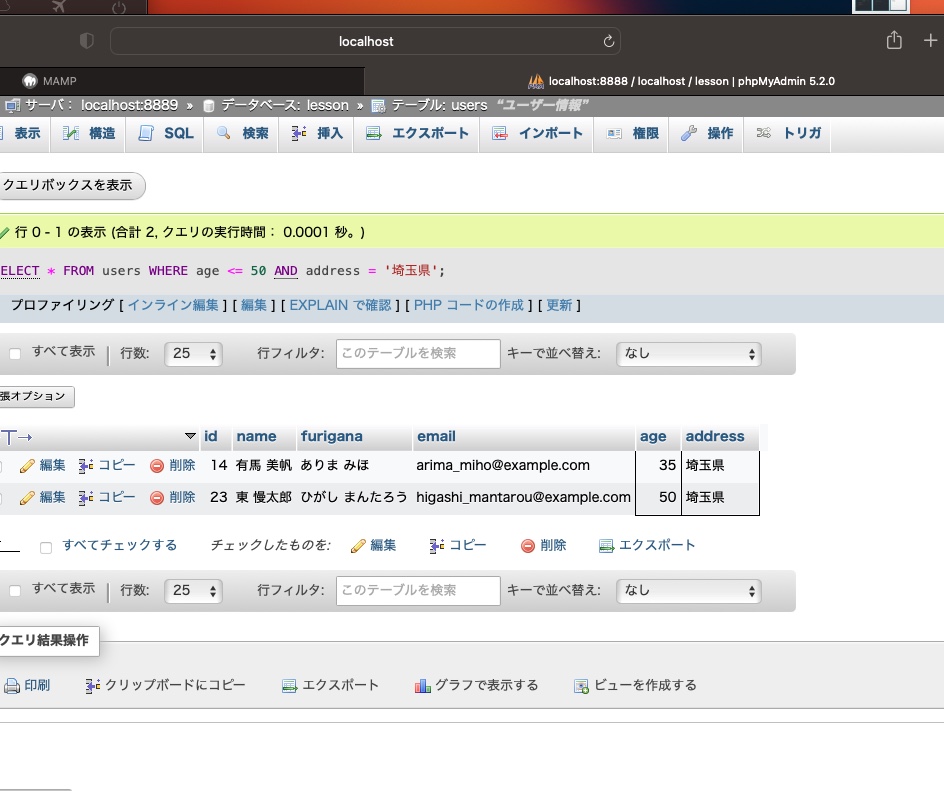 localhost
MAMP
localhost:8888 / localhost / lesson | phpMyAdmin 5.2.0
サーバ: localhost:8889 » データベース: lesson » テーブル: users "ユーザー情報"
表示 構造 SQL 検索 挿入 エクスポート インポート 権限 操作 トリガ
クエリボックスを表示
行 0 - 1 の表示 (合計 2, クエリの実行時間: 0.0001 秒。)
ELECT * FROM users WHERE age <= 50 AND address = '埼玉県';
プロファイリング [ インライン編集 ] [ 編集 ] [ EXPLAIN で確認 ] [ PHP コードの作成 ] [ 更新 ]
すべて表示 | 行数: 25 行フィルタ: このテーブルを検索 キーで並べ替え: なし
張オプション
id name furigana email age address
編集 コピー 削除 14 有馬 美帆 ありま みほ arima_miho@example.com 35 埼玉県
編集 コピー 削除 23 東 慢太郎 ひがし まんたろう higashi_mantarou@example.com 50 埼玉県
すべてチェックする チェックしたものを: 編集 コピー 削除 エクスポート
すべて表示 | 行数: 25 行フィルタ: このテーブルを検索 キーで並べ替え: なし
クエリ結果操作
印刷 クリップボードにコピー エクスポート グラフで表示する ビューを作成する